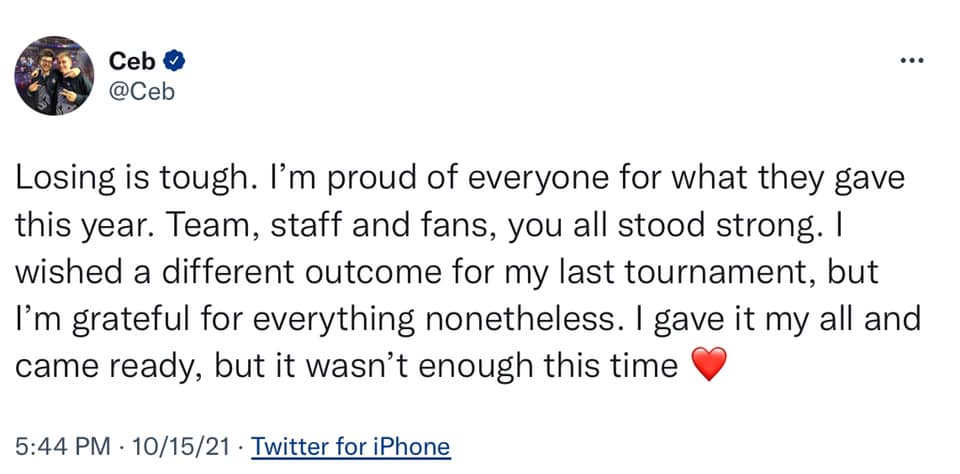 Ceb
@Ceb
Losing is tough. I’m proud of everyone for what they gave
this year. Team, staff and fans, you all stood strong. I
wished a different outcome for my last tournament, but
I’m grateful for everything nonetheless. I gave it my all and
came ready, but it wasn’t enough this time ❤️
5:44 PM · 10/15/21 · Twitter for iPhone